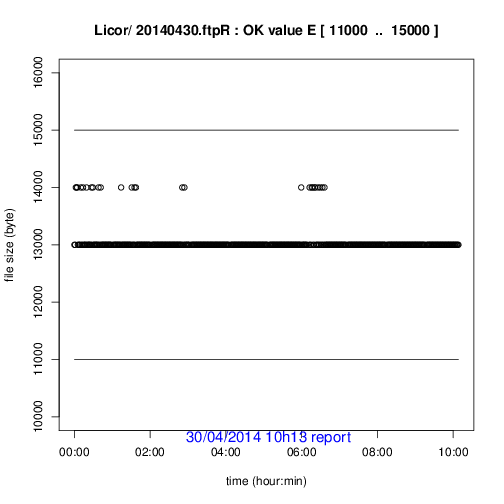 Licor/ 20140430.ftpR : OK value E [ 11000 .. 15000 ]
file size (byte)
16000
15000
14000
13000
12000
11000
10000
30/04/2014 10h13 report
00:00 02:00 04:00 06:00 08:00 10:00
time (hour:min)